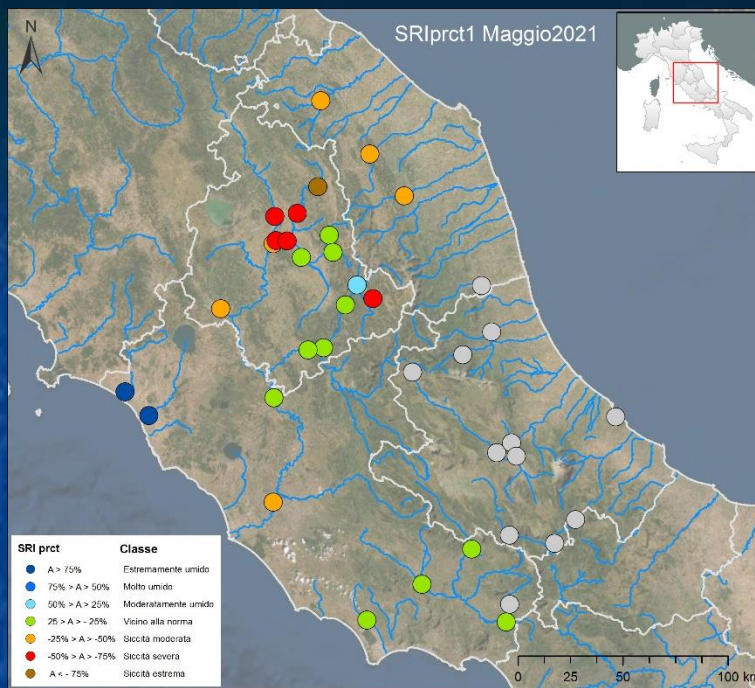 SRIprct1 Maggio2021
N
SRI prct Classe
A > 75% Estremamente umido
75% > A > 50% Molto umido
50% > A > 25% Moderatamente umido
25 > A > - 25% Vicino alla norma
-25% > A > -50% Siccità moderata
-50% > A > -75% Siccità severa
A < - 75% Siccità estrema
0 25 50 100 km